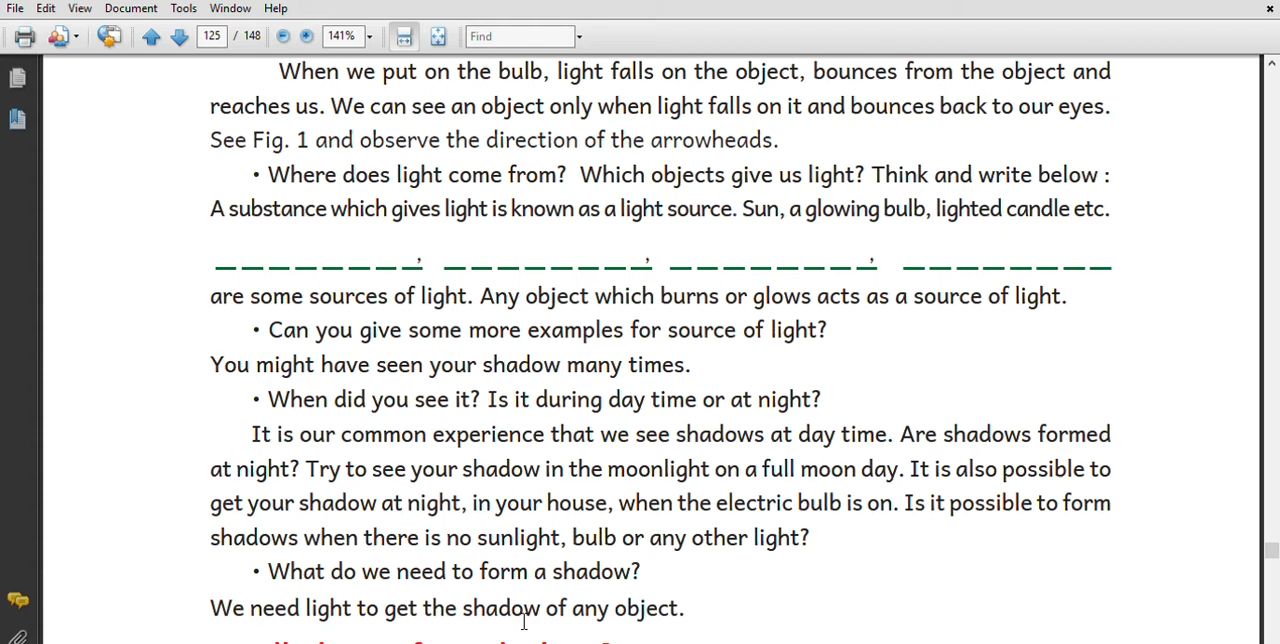 File Edit View Document Tools Window Help ×
125 / 148 141% Find
When we put on the bulb, light falls on the object, bounces from the object and
reaches us. We can see an object only when light falls on it and bounces back to our eyes.
See Fig. 1 and observe the direction of the arrowheads.
• Where does light come from? Which objects give us light? Think and write below :
A substance which gives light is known as a light source. Sun, a glowing bulb, lighted candle etc.
_ _ _ _ _ _ _ _, _ _ _ _ _ _ _ _, _ _ _ _ _ _ _ _, _ _ _ _ _ _ _ _
are some sources of light. Any object which burns or glows acts as a source of light.
• Can you give some more examples for source of light?
You might have seen your shadow many times.
• When did you see it? Is it during day time or at night?
It is our common experience that we see shadows at day time. Are shadows formed
at night? Try to see your shadow in the moonlight on a full moon day. It is also possible to
get your shadow at night, in your house, when the electric bulb is on. Is it possible to form
shadows when there is no sunlight, bulb or any other light?
• What do we need to form a shadow?
We need light to get the shadow of any object.